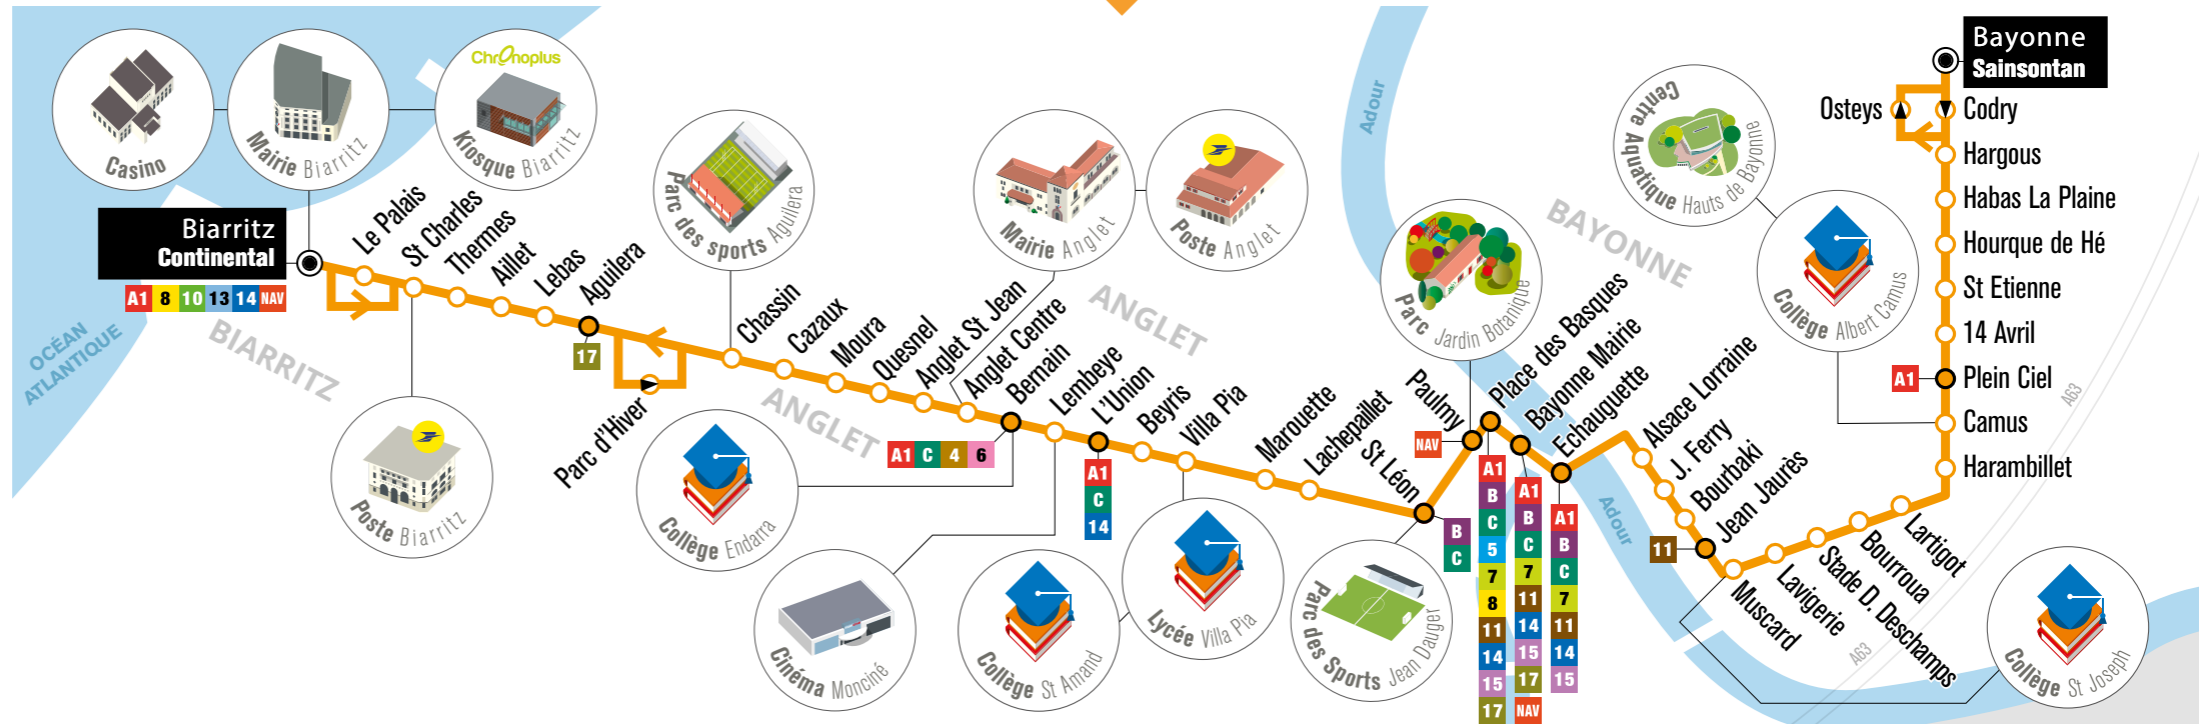 Casino
Mairie Biarritz
Chronoplus
Kiosque Biarritz
Biarritz
Continental
A1 8 10 13 14 NAV
OCÉAN
ATLANTIQUE
BIARRITZ
Le Palais
St Charles
Thermes
Aillet
Lebas
Aguilera
17
Poste Biarritz
Parc d'Hiver
Parc des sports Aguilera
Chassin
Cazaux
Moura
Quesnel
Anglet St Jean
Anglet Centre
Bernain
Lembeye
L'Union
Beyris
Villa Pia
Marouette
Lachepaillet
St Léon
ANGLET
ANGLET
Mairie Anglet
Poste Anglet
A1 C 4 6
Collège Endarra
A1
C
14
Cinéma Monciné
Collège St Amand
Lycée Villa Pia
Parc des Sports Jean Dauger
B
C
Adour
Parc Jardin Botanique
Paulmy
NAV
Place des Basques
Bayonne Mairie
Echauguette
A1
B
C
5
7
8
11
14
15
17
A1
B
C
7
11
14
15
17
NAV
A1
B
C
7
11
14
15
BAYONNE
Adour
Alsace Lorraine
J. Ferry
Bourbaki
Jean Jaurès
11
Muscard
Lavigerie
Stade D. Deschamps
Bourroua
Lartigot
A63
Collège St Joseph
Centre Aquatique Hauts de Bayonne
Collège Albert Camus
Bayonne
Sainsontan
Osteys
Codry
Hargous
Habas La Plaine
Hourque de Hé
St Etienne
14 Avril
A1
Plein Ciel
A63
Camus
Harambillet